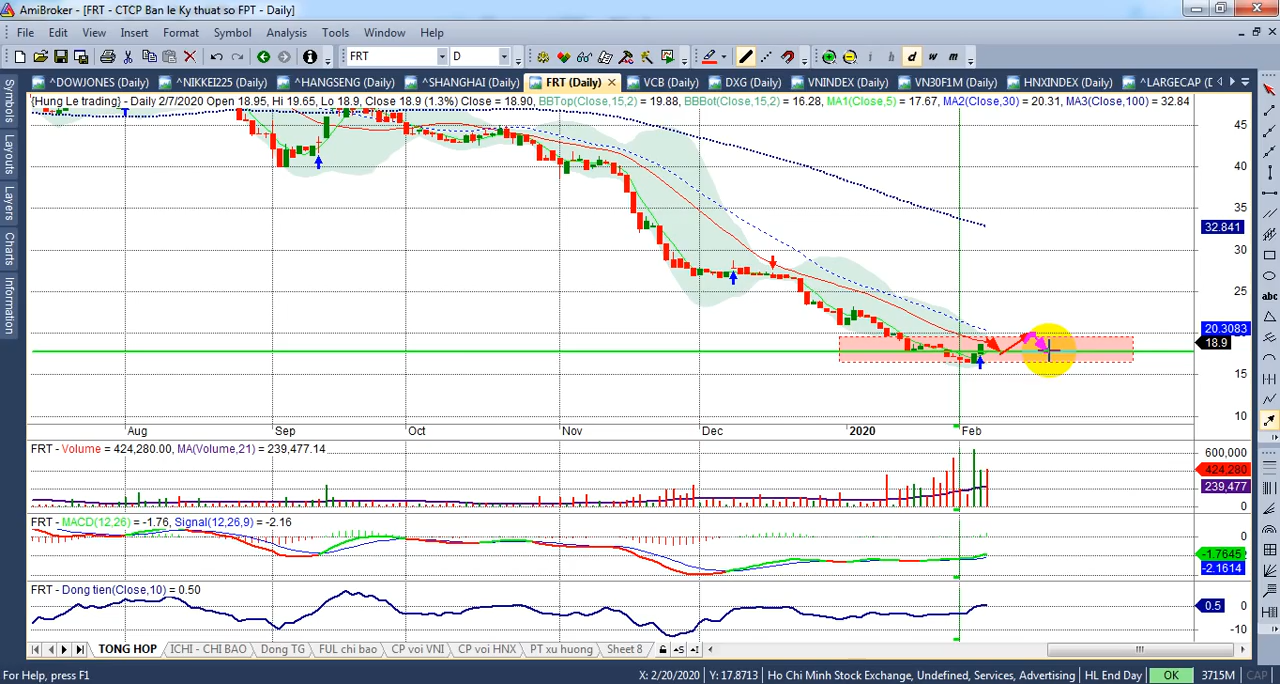 AmiBroker - [FRT - CTCP Ban le Ky thuat so FPT - Daily]
File Edit View Insert Format Symbol Analysis Tools Window Help
FRT D i h d w m
^DOWJONES (Daily) ^NIKKEI225 (Daily) ^HANGSENG (Daily) ^SHANGHAI (Daily) FRT (Daily) VCB (Daily) DXG (Daily) VNINDEX (Daily) VN30F1M (Daily) HNXINDEX (Daily) ^LARGECAP (D
{Hung Le trading} - Daily 2/7/2020 Open 18.95, Hi 19.65, Lo 18.9, Close 18.9 (1.3%) Close = 18.90, BBTop(Close,15,2) = 19.88, BBBot(Close,15,2) = 16.28, MA1(Close,5) = 17.67, MA2(Close,30) = 20.31, MA3(Close,100) = 32.84
Symbols
Layouts
Layers
Charts
Information
abc
45
40
35
30
25
15
10
32.841
20.3083
18.9
Aug Sep Oct Nov Dec 2020 Feb
FRT - Volume = 424,280.00, MA(Volume,21) = 239,477.14
600,000
424,280
239,477
0
FRT - MACD(12,26) = -1.76, Signal(12,26,9) = -2.16
0
-1.7645
-2.1614
FRT - Dong tien(Close,10) = 0.50
0.5
0
-10
TONG HOP ICHI - CHI BAO Dong TG FUL chi bao CP voi VNI CP voi HNX PT xu huong Sheet 8
For Help, press F1 X: 2/20/2020 Y: 17.8713 Ho Chi Minh Stock Exchange, Undefined, Services, Advertising HL End Day OK 3715M CAP